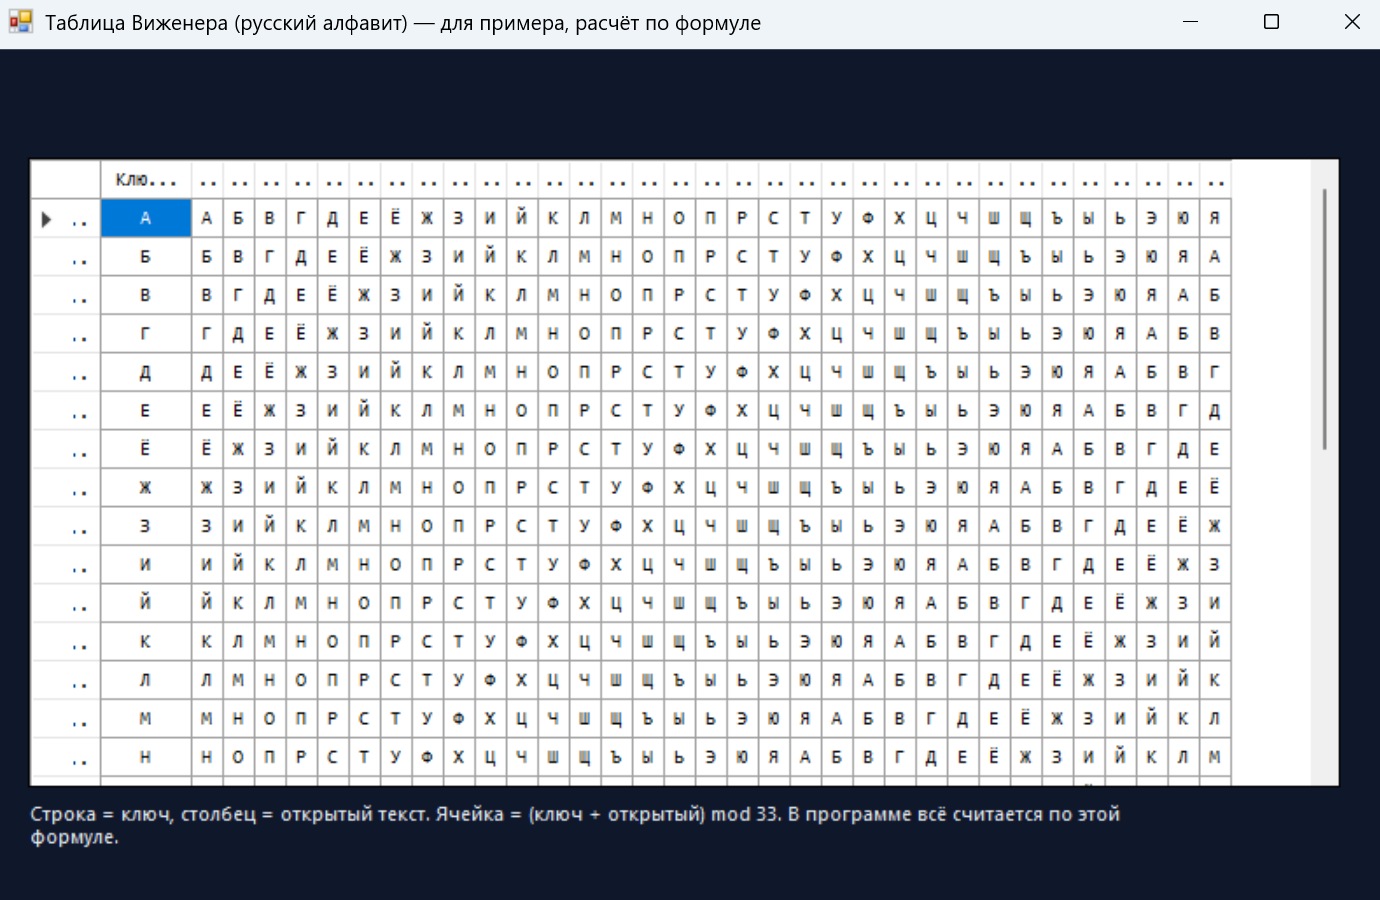 Таблица Виженера (русский алфавит) — для примера, расчёт по формуле
Клю... .. .. .. .. .. .. .. .. .. .. .. .. .. .. .. .. .. .. .. .. .. .. .. .. .. .. .. .. .. .. .. .. ..
.. А А Б В Г Д Е Ё Ж З И Й К Л М Н О П Р С Т У Ф Х Ц Ч Ш Щ Ъ Ы Ь Э Ю Я
.. Б Б В Г Д Е Ё Ж З И Й К Л М Н О П Р С Т У Ф Х Ц Ч Ш Щ Ъ Ы Ь Э Ю Я А
.. В В Г Д Е Ё Ж З И Й К Л М Н О П Р С Т У Ф Х Ц Ч Ш Щ Ъ Ы Ь Э Ю Я А Б
.. Г Г Д Е Ё Ж З И Й К Л М Н О П Р С Т У Ф Х Ц Ч Ш Щ Ъ Ы Ь Э Ю Я А Б В
.. Д Д Е Ё Ж З И Й К Л М Н О П Р С Т У Ф Х Ц Ч Ш Щ Ъ Ы Ь Э Ю Я А Б В Г
.. Е Е Ё Ж З И Й К Л М Н О П Р С Т У Ф Х Ц Ч Ш Щ Ъ Ы Ь Э Ю Я А Б В Г Д
.. Ё Ё Ж З И Й К Л М Н О П Р С Т У Ф Х Ц Ч Ш Щ Ъ Ы Ь Э Ю Я А Б В Г Д Е
.. Ж Ж З И Й К Л М Н О П Р С Т У Ф Х Ц Ч Ш Щ Ъ Ы Ь Э Ю Я А Б В Г Д Е Ё
.. З З И Й К Л М Н О П Р С Т У Ф Х Ц Ч Ш Щ Ъ Ы Ь Э Ю Я А Б В Г Д Е Ё Ж
.. И И Й К Л М Н О П Р С Т У Ф Х Ц Ч Ш Щ Ъ Ы Ь Э Ю Я А Б В Г Д Е Ё Ж З
.. Й Й К Л М Н О П Р С Т У Ф Х Ц Ч Ш Щ Ъ Ы Ь Э Ю Я А Б В Г Д Е Ё Ж З И
.. К К Л М Н О П Р С Т У Ф Х Ц Ч Ш Щ Ъ Ы Ь Э Ю Я А Б В Г Д Е Ё Ж З И Й
.. Л Л М Н О П Р С Т У Ф Х Ц Ч Ш Щ Ъ Ы Ь Э Ю Я А Б В Г Д Е Ё Ж З И Й К
.. М М Н О П Р С Т У Ф Х Ц Ч Ш Щ Ъ Ы Ь Э Ю Я А Б В Г Д Е Ё Ж З И Й К Л
.. Н Н О П Р С Т У Ф Х Ц Ч Ш Щ Ъ Ы Ь Э Ю Я А Б В Г Д Е Ё Ж З И Й К Л М
Строка = ключ, столбец = открытый текст. Ячейка = (ключ + открытый) mod 33. В программе всё считается по этой
формуле.